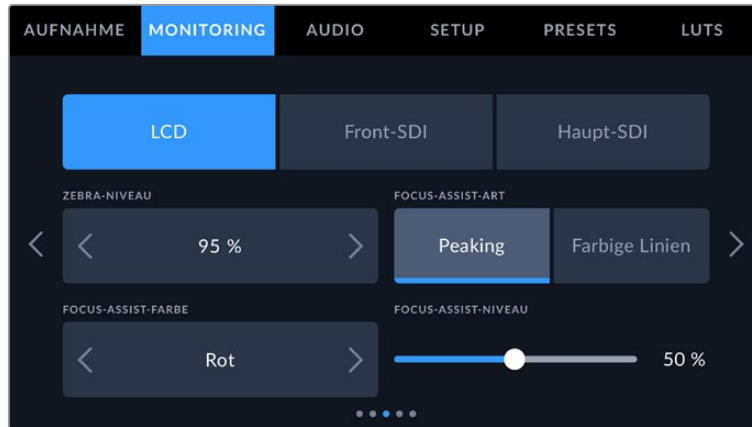 AUFNAHME MONITORING AUDIO SETUP PRESETS LUTS
LCD Front-SDI Haupt-SDI
ZEBRA-NIVEAU FOCUS-ASSIST-ART
95 % Peaking Farbige Linien
FOCUS-ASSIST-FARBE FOCUS-ASSIST-NIVEAU
Rot 50 %